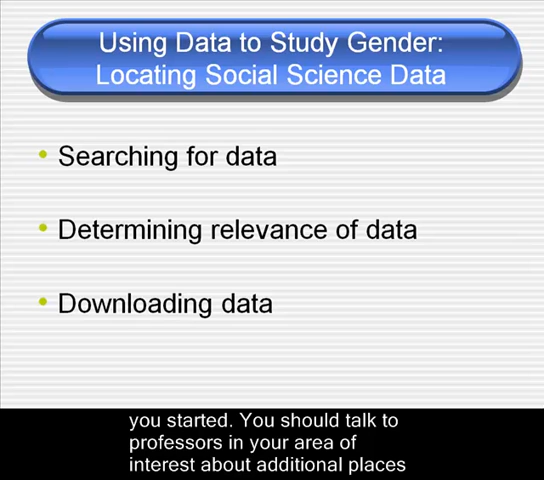 Using Data to Study Gender:
Locating Social Science Data
• Searching for data
• Determining relevance of data
• Downloading data
you started. You should talk to
professors in your area of
interest about additional places